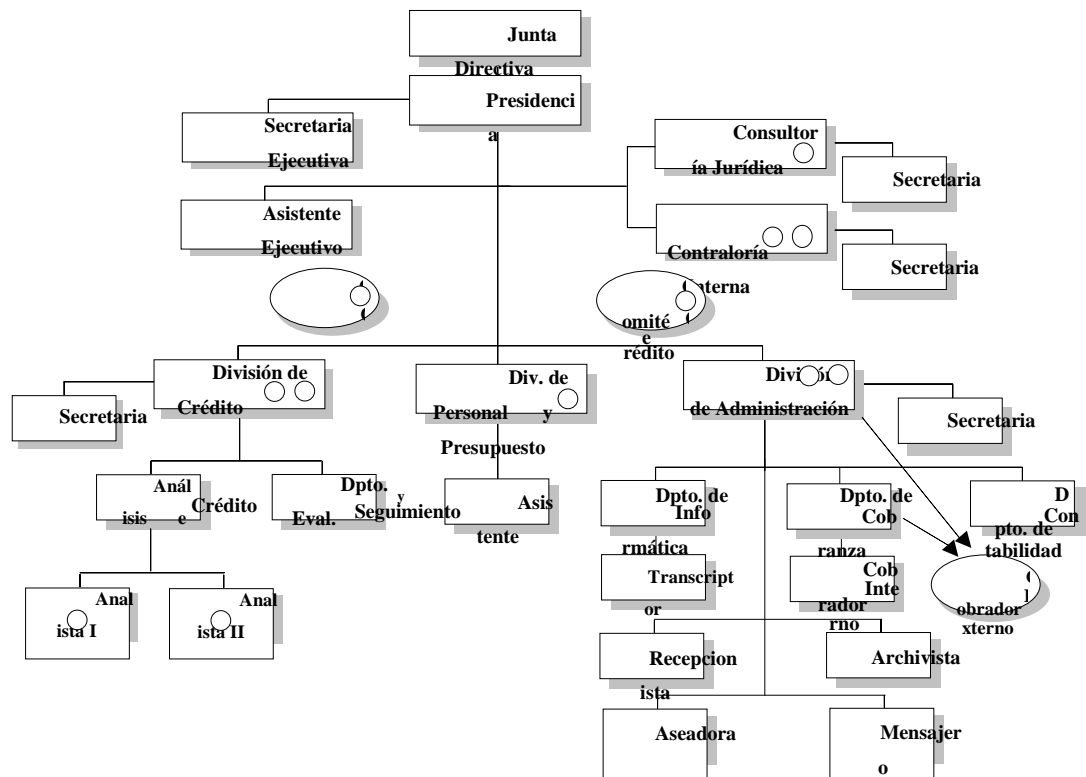 Junta
Directiva
Presidenci
a
Secretaria
Ejecutiva
Consultor
ía Jurídica
Secretaria
Asistente
Ejecutivo
Contraloría
nterna
Secretaria
omité
e
rédito
División de
Crédito
Secretaria
Div. de
Personal y
Presupuesto
División
de Administración
Secretaria
Anál
isis e
Crédito
Dpto.
y
Seguimiento
Eval.
Asis
tente
Dpto. de
Info
rmática
Dpto. de
Cob
ranza
D
Con
pto. de
tabilidad
Transcript
or
Cob
Inte
rador
rno
obrador
xterno
Anal
ista I
Anal
ista II
Recepcion
ista
Archivista
Aseadora
Mensajer
o